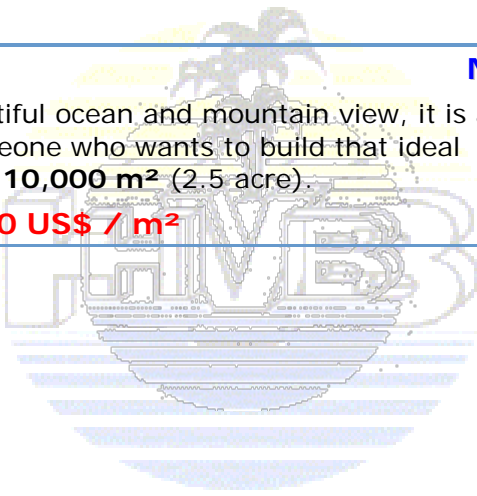 N
tiful ocean and mountain view, it is a
eone who wants to build that ideal
10,000 m² (2.5 acre).
0 US$ / m²